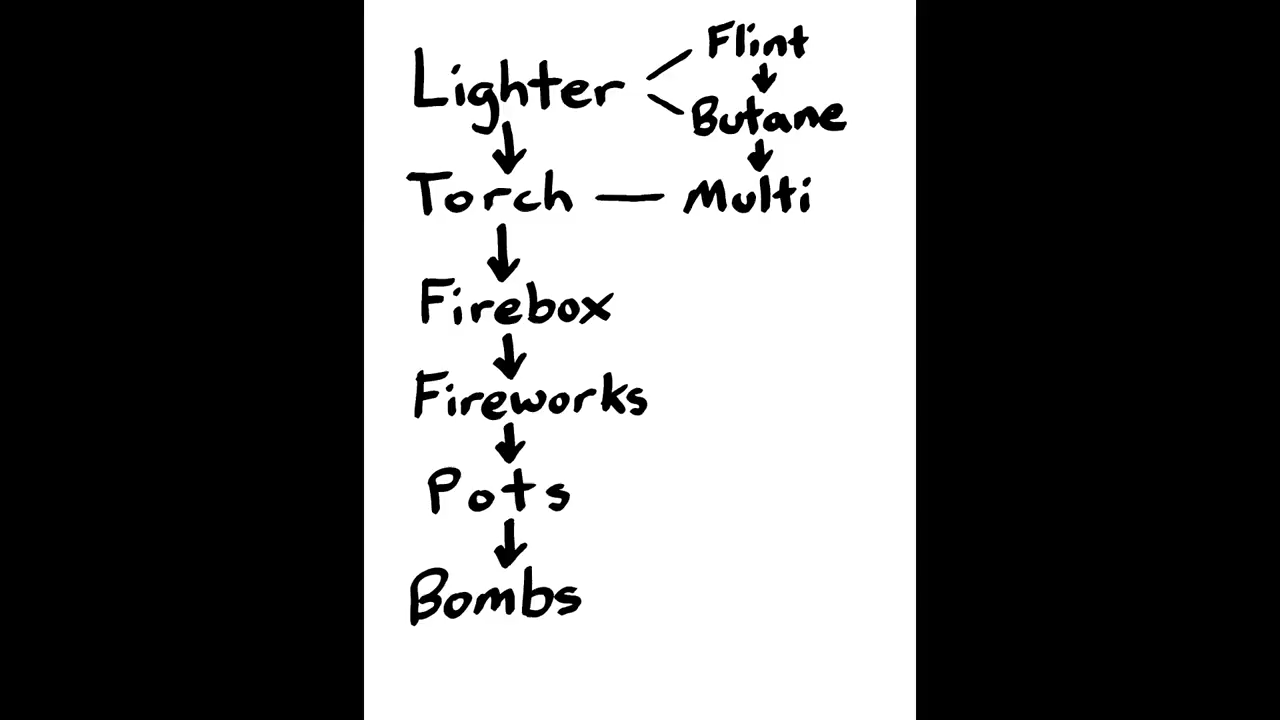 Flint
Lighter
Butane
Torch — Multi
Firebox
Fireworks
Pots
Bombs